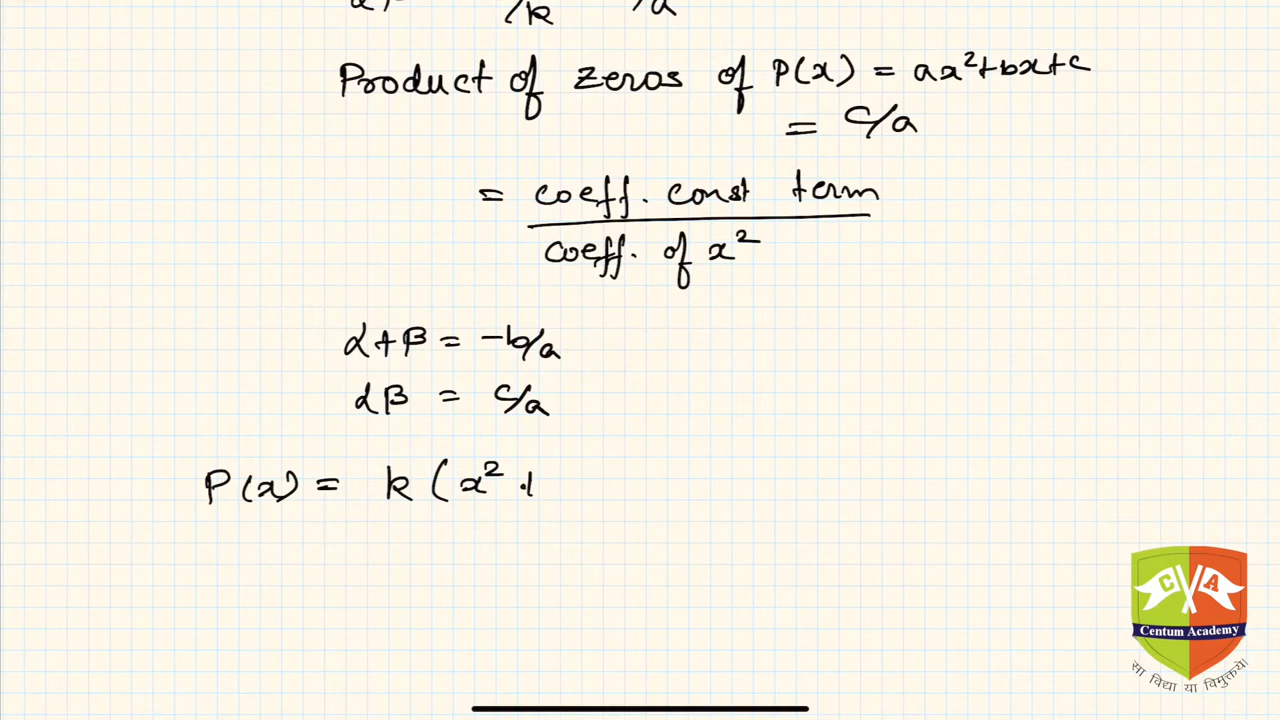 /k /a
Product of zeros of P(x) = ax²+bx+c
= c/a
= coeff. const term
coeff. of x²
α+β = -b/a
αβ = c/a
P(x) = k (x²
C A
Centum Academy
सा विद्या या विमुक्तये